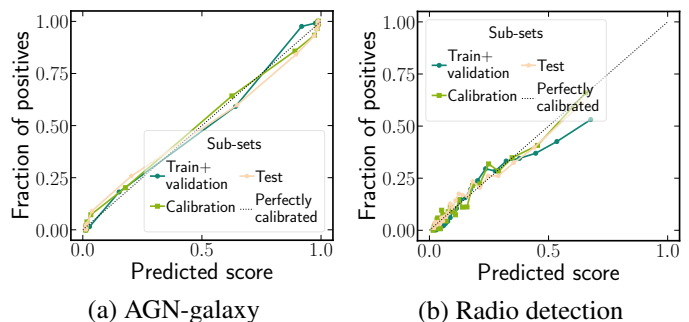 1.00
0.75
0.50
0.25
0.00
Fraction of positives
Sub-sets
Train+
validation
Test
Calibration
Perfectly
calibrated
0.0
0.5
1.0
Predicted score
(a) AGN-galaxy
1.00
0.75
0.50
0.25
0.00
Fraction of positives
Sub-sets
Train+
validation
Test
Calibration
Perfectly
calibrated
0.0
0.5
1.0
Predicted score
(b) Radio detection